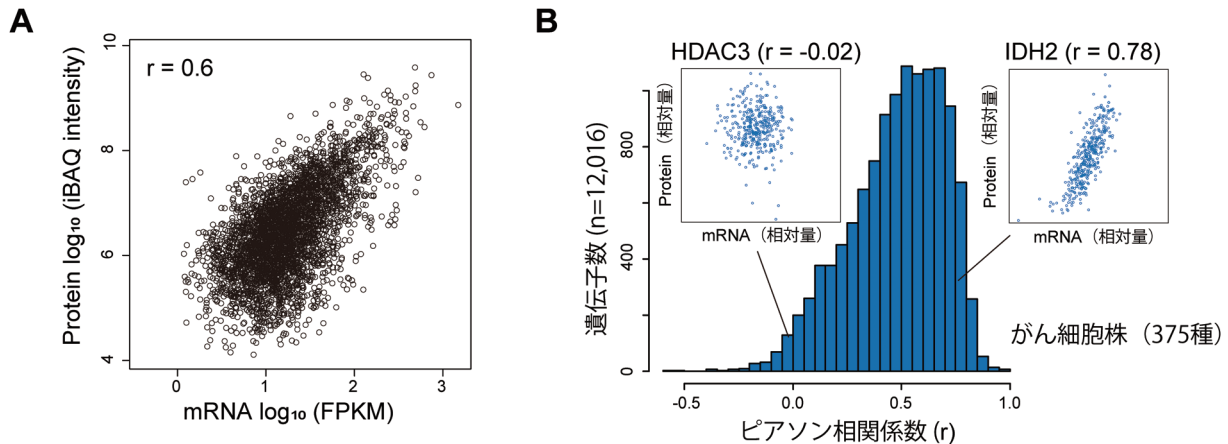 A
r = 0.6
Protein log₁₀ (iBAQ intensity)
10
8
6
4
0
1
2
3
mRNA log₁₀ (FPKM)
B
HDAC3 (r = -0.02)
Protein（相対量）
mRNA（相対量）
IDH2 (r = 0.78)
Protein（相対量）
mRNA（相対量）
遺伝子数 (n=12,016)
800
400
0
がん細胞株（375種）
-0.5
0.0
0.5
1.0
ピアソン相関係数 (r)